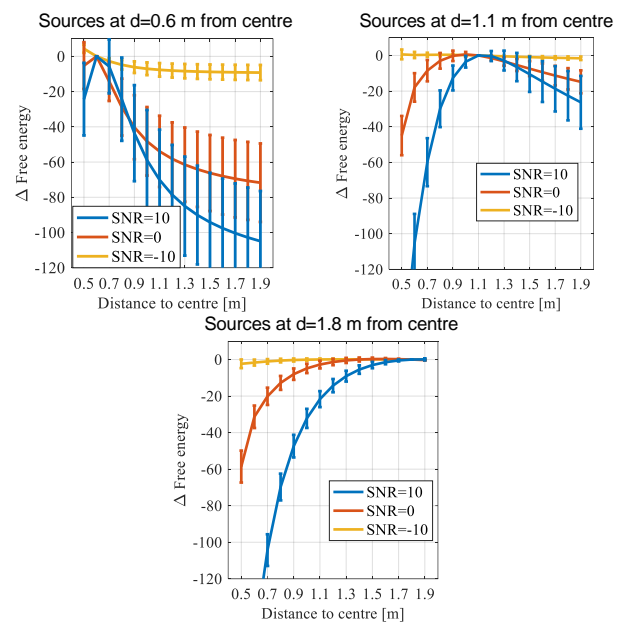 Sources at d=0.6 m from centre
0
-20
-40
-60
-80
-100
-120
Δ Free energy
SNR=10
SNR=0
SNR=-10
0.5 0.7 0.9 1.1 1.3 1.5 1.7 1.9
Distance to centre [m]
Sources at d=1.1 m from centre
0
-20
-40
-60
-80
-100
-120
Δ Free energy
SNR=10
SNR=0
SNR=-10
0.5 0.7 0.9 1.1 1.3 1.5 1.7 1.9
Distance to centre [m]
Sources at d=1.8 m from centre
0
-20
-40
-60
-80
-100
-120
Δ Free energy
SNR=10
SNR=0
SNR=-10
0.5 0.7 0.9 1.1 1.3 1.5 1.7 1.9
Distance to centre [m]